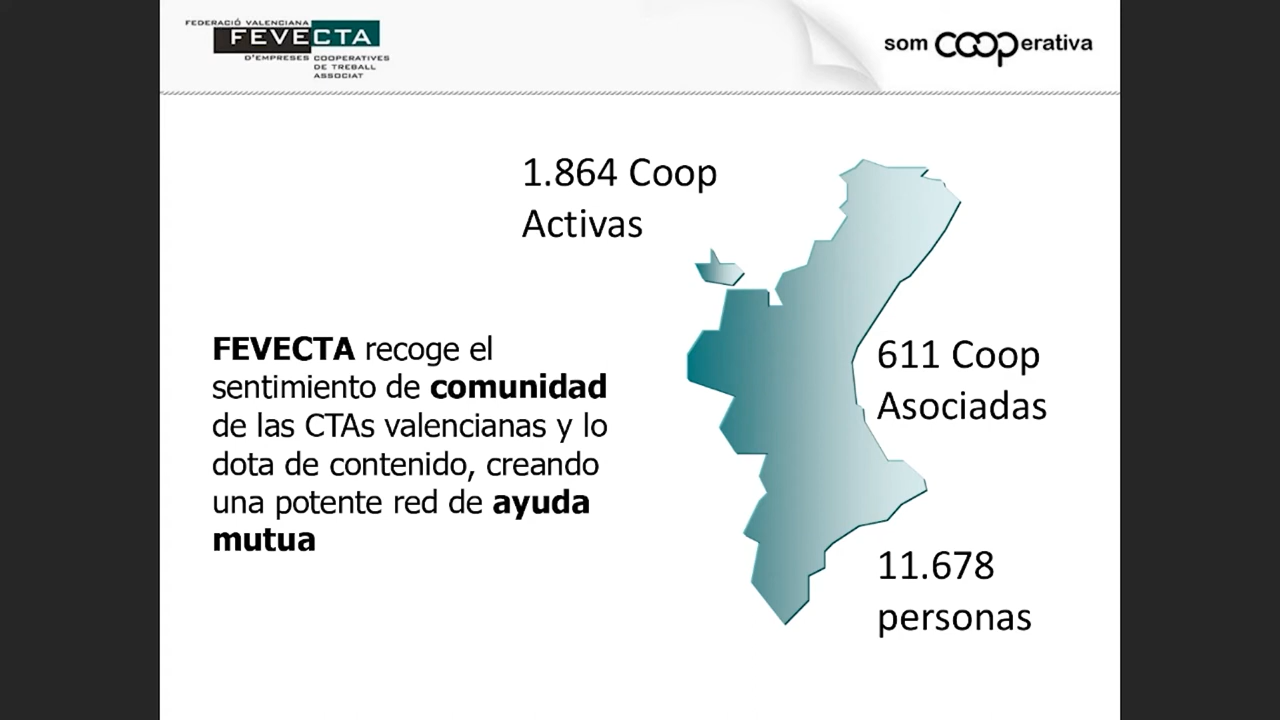 FEDERACIÓ VALENCIANA
FEVECTA
D'EMPRESES COOPERATIVES
DE TREBALL
ASSOCIAT
som COOPerativa
1.864 Coop
Activas
FEVECTA recoge el
sentimiento de comunidad
de las CTAs valencianas y lo
dota de contenido, creando
una potente red de ayuda
mutua
611 Coop
Asociadas
11.678
personas